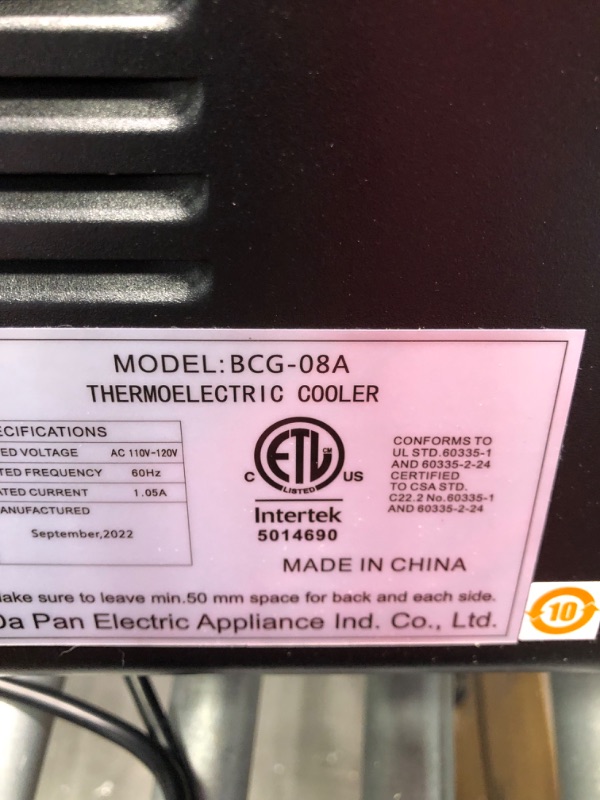 MODEL:BCG-08A
THERMOELECTRIC COOLER
ECIFICATIONS
ED VOLTAGE AC 110V-120V
TED FREQUENCY 60Hz
ATED CURRENT 1.05A
ANUFACTURED
September,2022
C ETL CM US
LISTED
Intertek
5014690
CONFORMS TO
UL STD.60335-1
AND 60335-2-24
CERTIFIED
TO CSA STD.
C22.2 No.60335-1
AND 60335-2-24
MADE IN CHINA
ake sure to leave min.50 mm space for back and each side.
Da Pan Electric Appliance Ind. Co., Ltd.
10